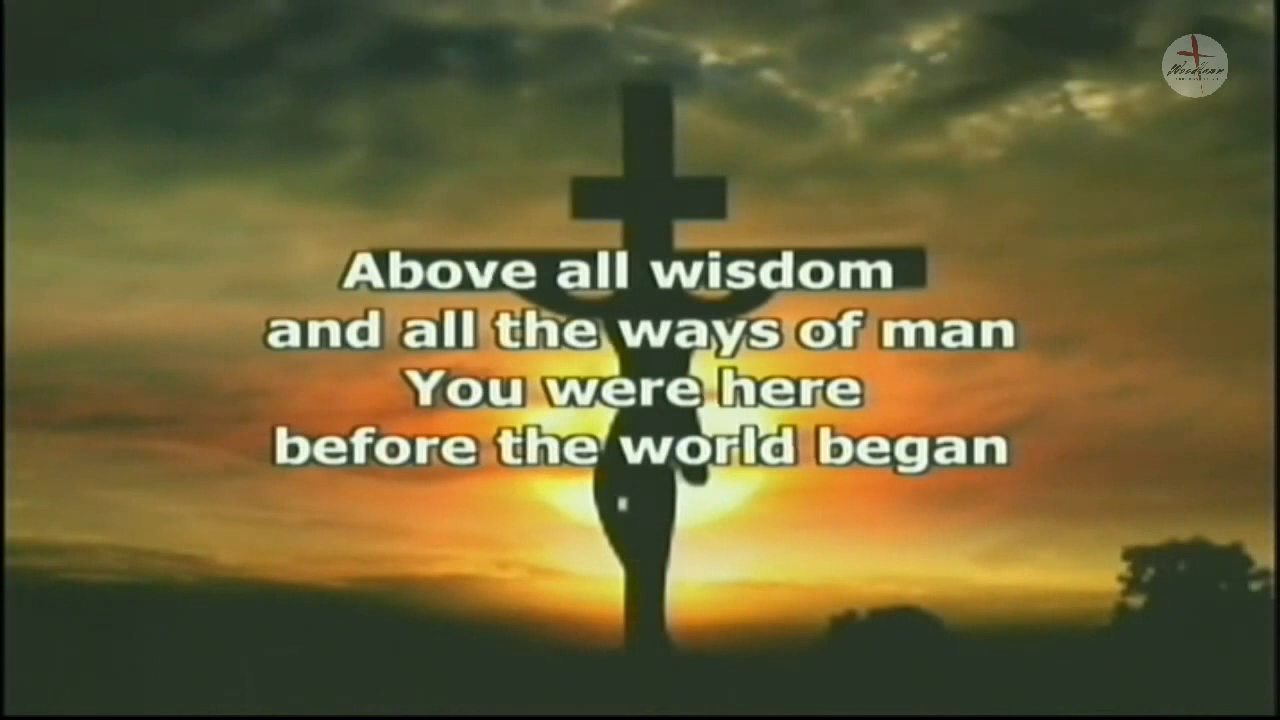 Above all wisdom
and all the ways of man
You were here
before the world began